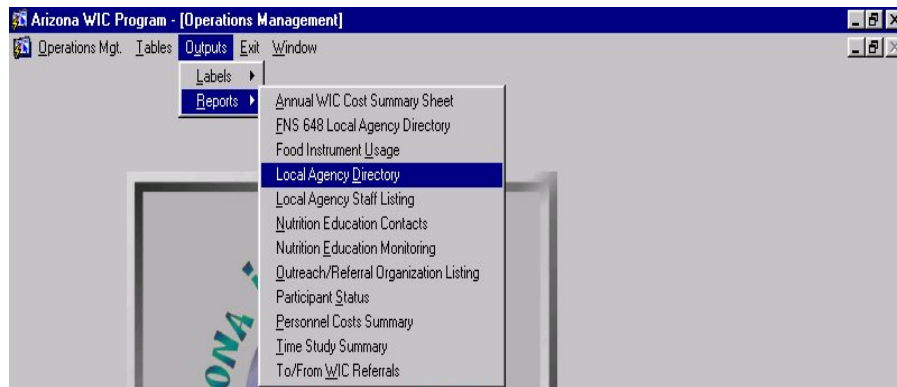 Arizona WIC Program - [Operations Management]
Operations Mgt. Tables Outputs Exit Window
Labels
Reports
Annual WIC Cost Summary Sheet
FNS 648 Local Agency Directory
Food Instrument Usage
Local Agency Directory
Local Agency Staff Listing
Nutrition Education Contacts
Nutrition Education Monitoring
Outreach/Referral Organization Listing
Participant Status
Personnel Costs Summary
Time Study Summary
To/From WIC Referrals
ONA